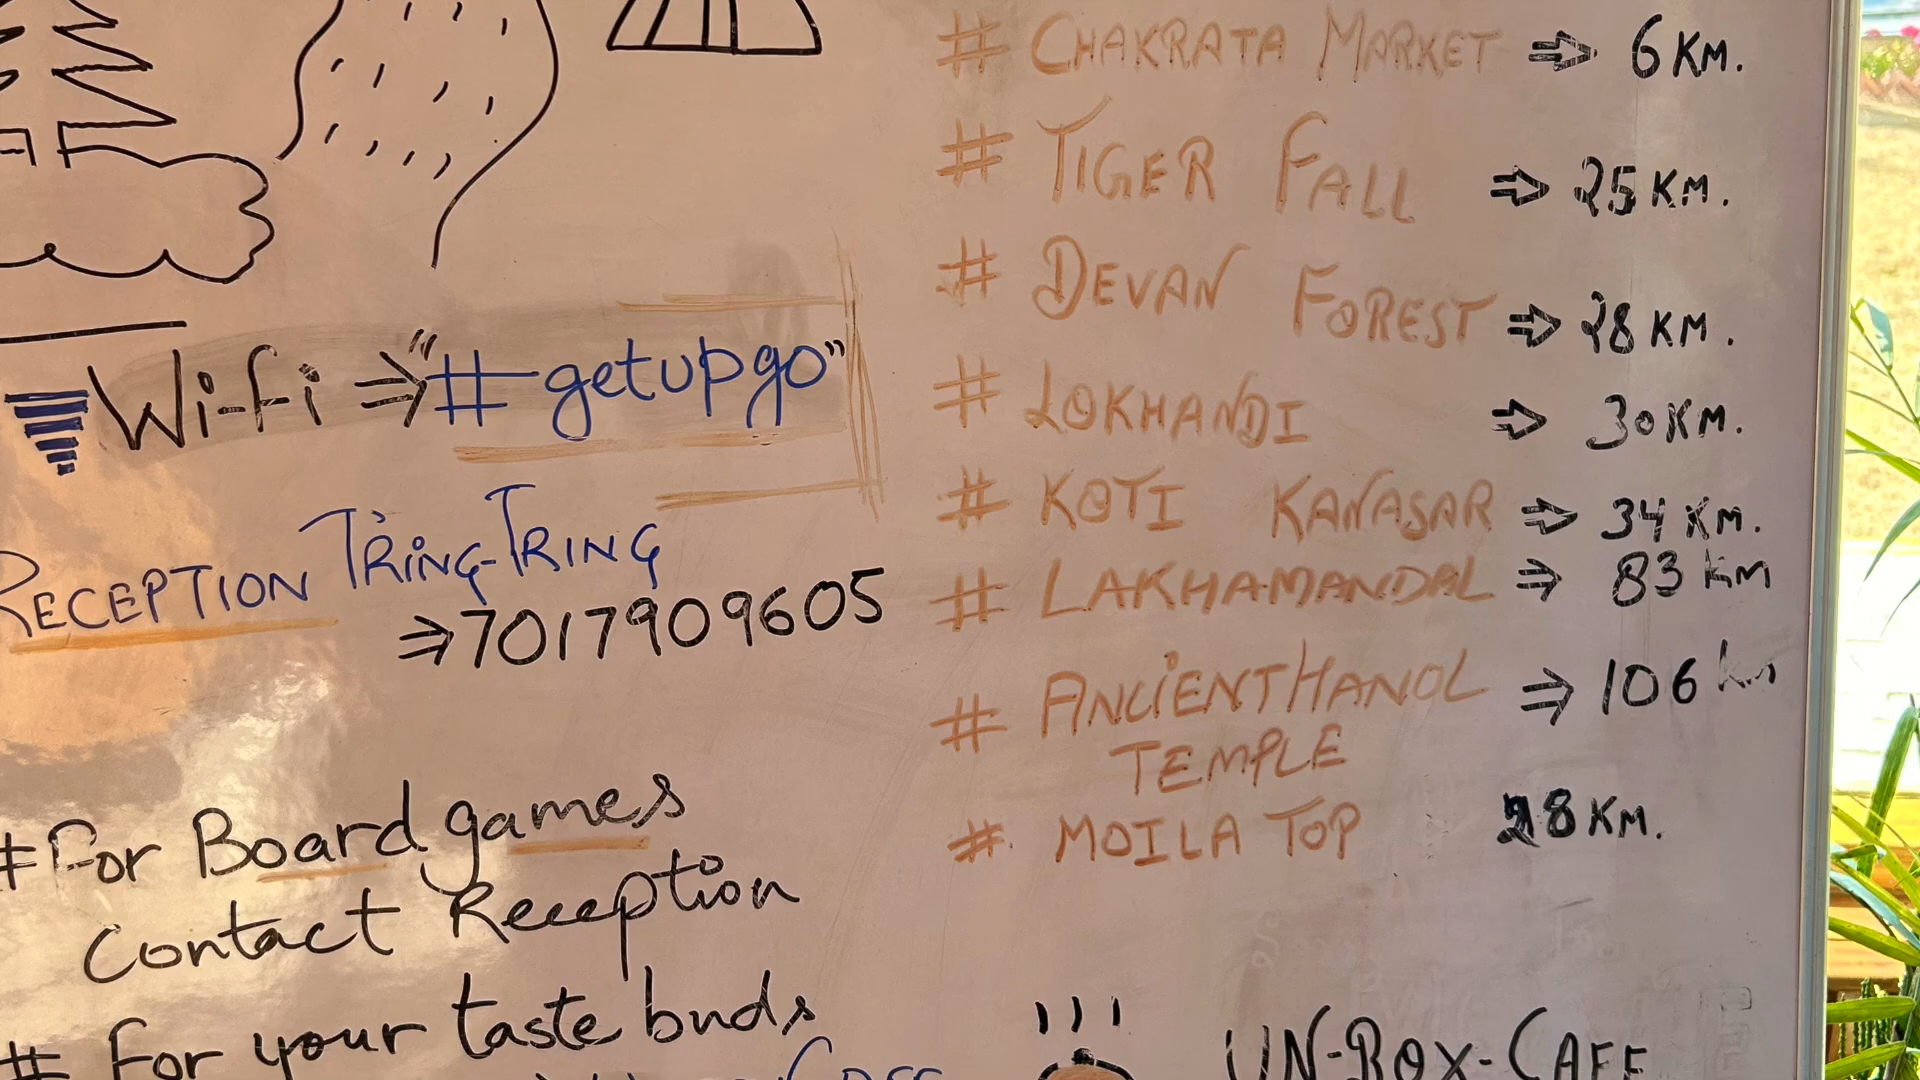 Wi-fi ⇒ "# getupgo"
RECEPTION TRING-TRING
⇒ 7017909605
# For Board games
Contact Reception
# For your taste buds
# CHAKRATA MARKET ⇒ 6 KM.
# TIGER FALL ⇒ 25 KM.
# DEVAN FOREST ⇒ 28 KM.
# LOKHANDI ⇒ 30 KM.
# KOTI KANASAR ⇒ 34 KM.
# LAKHAMANDAL ⇒ 83 km
# ANCIENT HANOL ⇒ 106 km
TEMPLE
# MOILA TOP 28 KM.
UN-BOX-CAFE